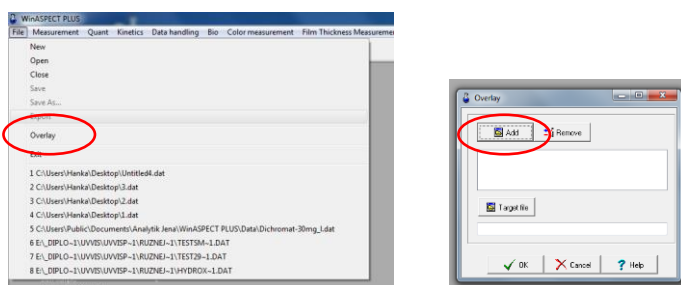 WinASPECT PLUS
File Measurement Quant Kinetics Data handling Bio Color measurement Film Thickness Measureme
New
Open
Close
Save
Save As...
Export
Overlay
Exit
1 C:\Users\Hanka\Desktop\Untitled4.dat
2 C:\Users\Hanka\Desktop\3.dat
3 C:\Users\Hanka\Desktop\2.dat
4 C:\Users\Hanka\Desktop\1.dat
5 C:\Users\Public\Documents\Analytik Jena\WinASPECT PLUS\Data\Dichromat-30mg_l.dat
6 E:\_DIPLO~1\UVVIS\UVVISP~1\RUZNEJ~1\TESTSM~1.DAT
7 E:\_DIPLO~1\UVVIS\UVVISP~1\RUZNEJ~1\TEST29~1.DAT
8 E:\_DIPLO~1\UVVIS\UVVISP~1\RUZNEJ~1\HYDROX~1.DAT
Overlay
Add Remove
Target file
OK Cancel ? Help